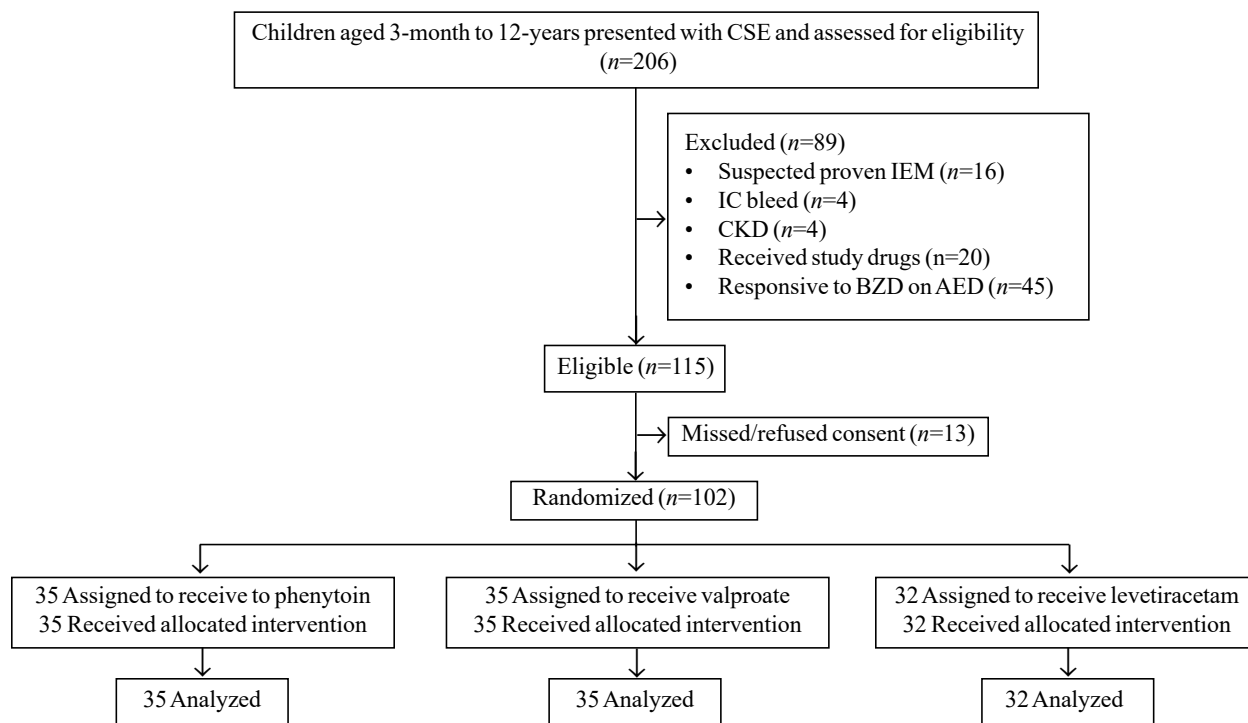 Children aged 3-month to 12-years presented with CSE and assessed for eligibility
(n=206)
Excluded (n=89)
• Suspected proven IEM (n=16)
• IC bleed (n=4)
• CKD (n=4)
• Received study drugs (n=20)
• Responsive to BZD on AED (n=45)
Eligible (n=115)
Missed/refused consent (n=13)
Randomized (n=102)
35 Assigned to receive to phenytoin
35 Received allocated intervention
35 Assigned to receive valproate
35 Received allocated intervention
32 Assigned to receive levetiracetam
32 Received allocated intervention
35 Analyzed
35 Analyzed
32 Analyzed